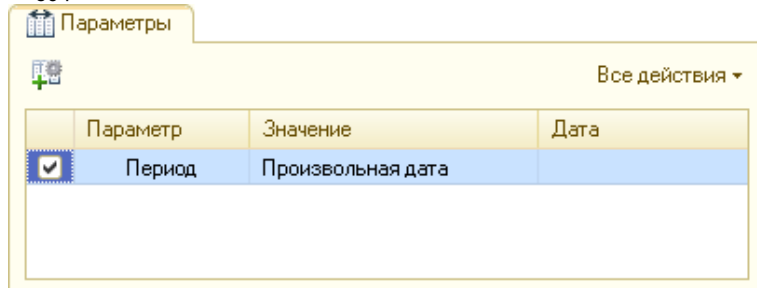 Параметры
Все действия
Параметр Значение Дата
Период Произвольная дата